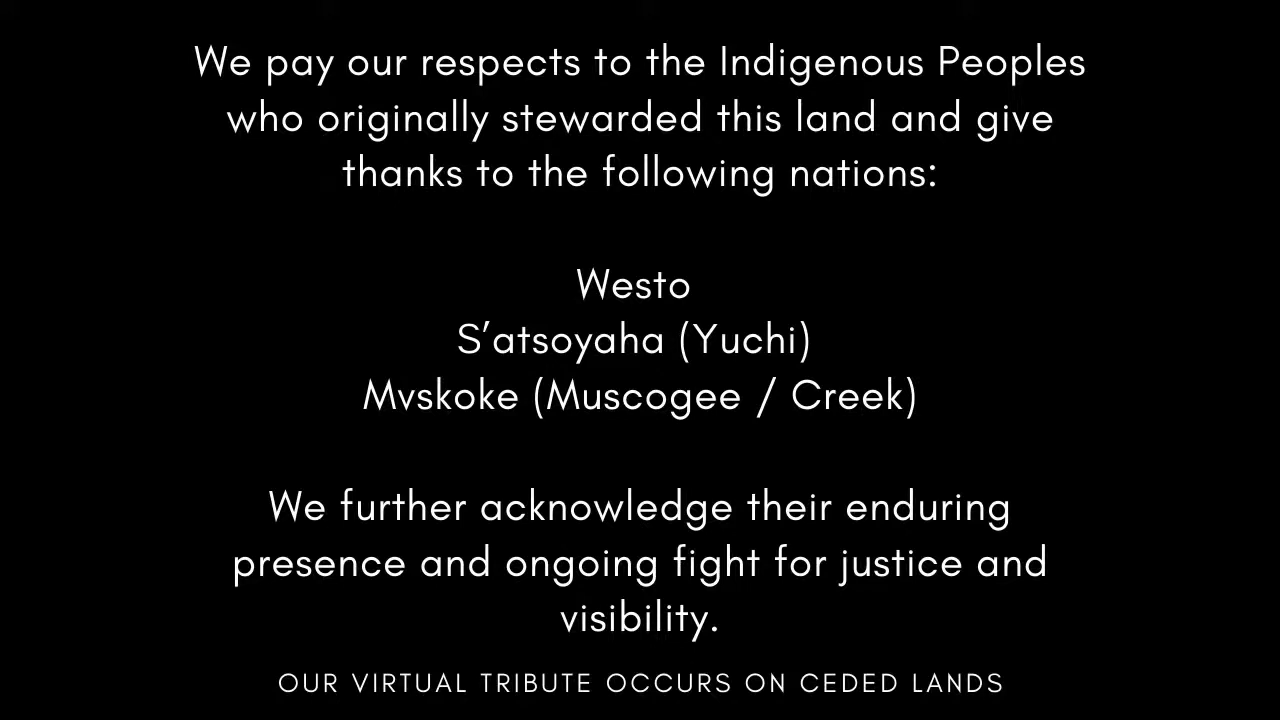 We pay our respects to the Indigenous Peoples
who originally stewarded this land and give
thanks to the following nations:
Westo
S’atsoyaha (Yuchi)
Mvskoke (Muscogee / Creek)
We further acknowledge their enduring
presence and ongoing fight for justice and
visibility.
OUR VIRTUAL TRIBUTE OCCURS ON CEDED LANDS